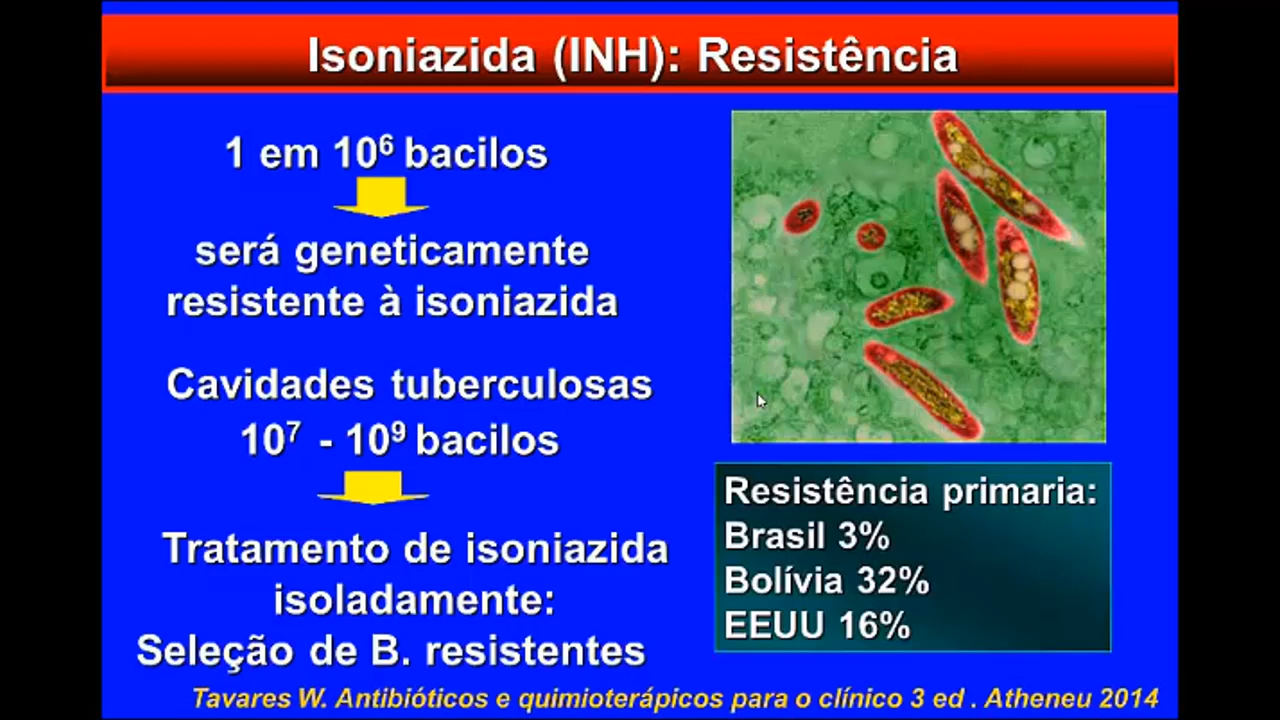 Isoniazida (INH): Resistência
1 em 10⁶ bacilos
será geneticamente
resistente à isoniazida
Cavidades tuberculosas
10⁷ - 10⁹ bacilos
Tratamento de isoniazida
isoladamente:
Seleção de B. resistentes
Resistência primaria:
Brasil 3%
Bolívia 32%
EEUU 16%
Tavares W. Antibióticos e quimioterápicos para o clínico 3 ed . Atheneu 2014